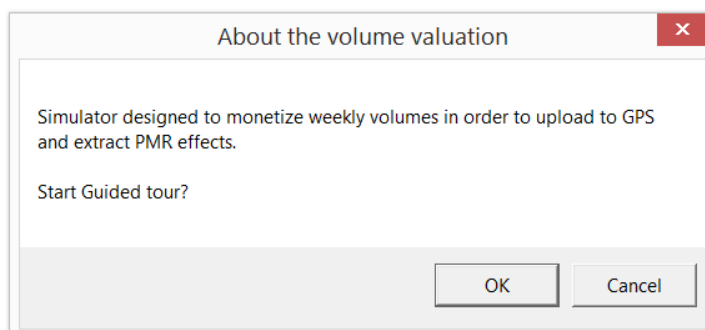 About the volume valuation
Simulator designed to monetize weekly volumes in order to upload to GPS
and extract PMR effects.
Start Guided tour?
OK
Cancel